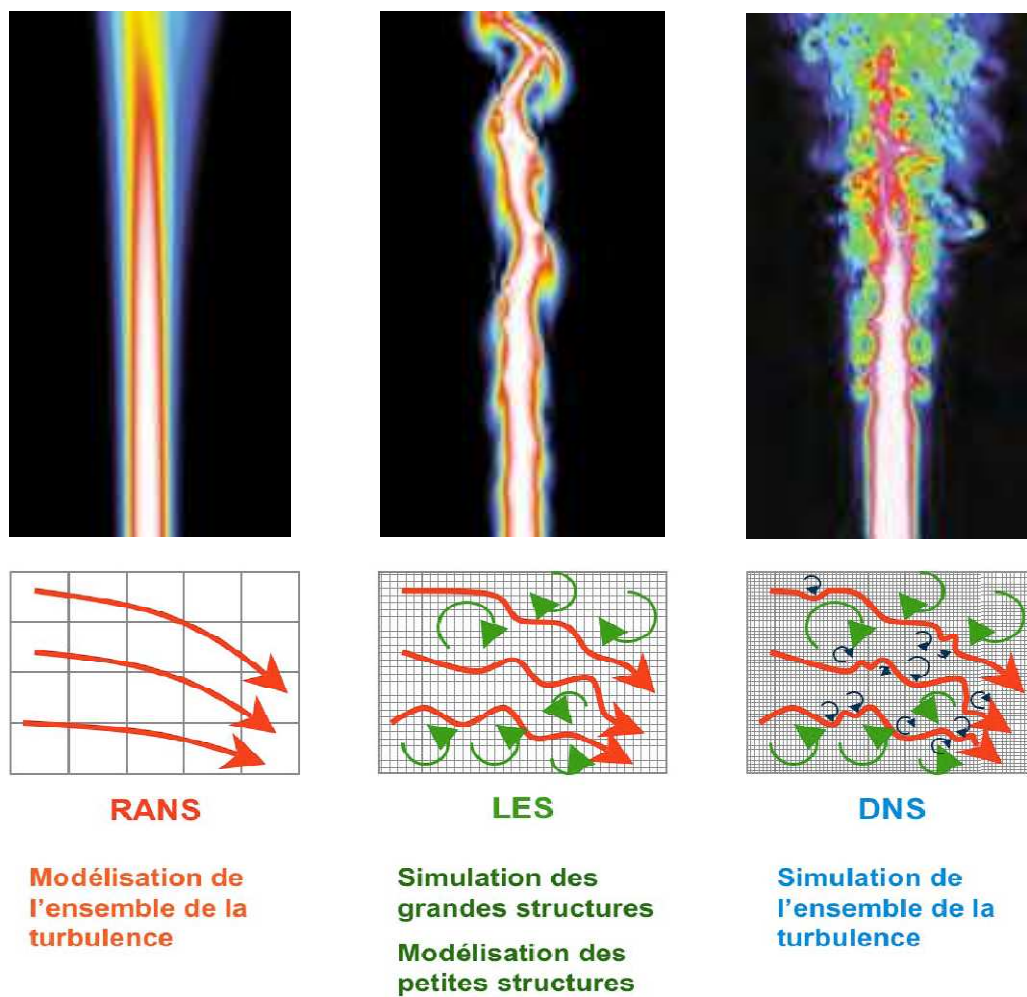 RANS
Modélisation de
l'ensemble de la
turbulence
LES
Simulation des
grandes structures
Modélisation des
petites structures
DNS
Simulation de
l'ensemble de la
turbulence